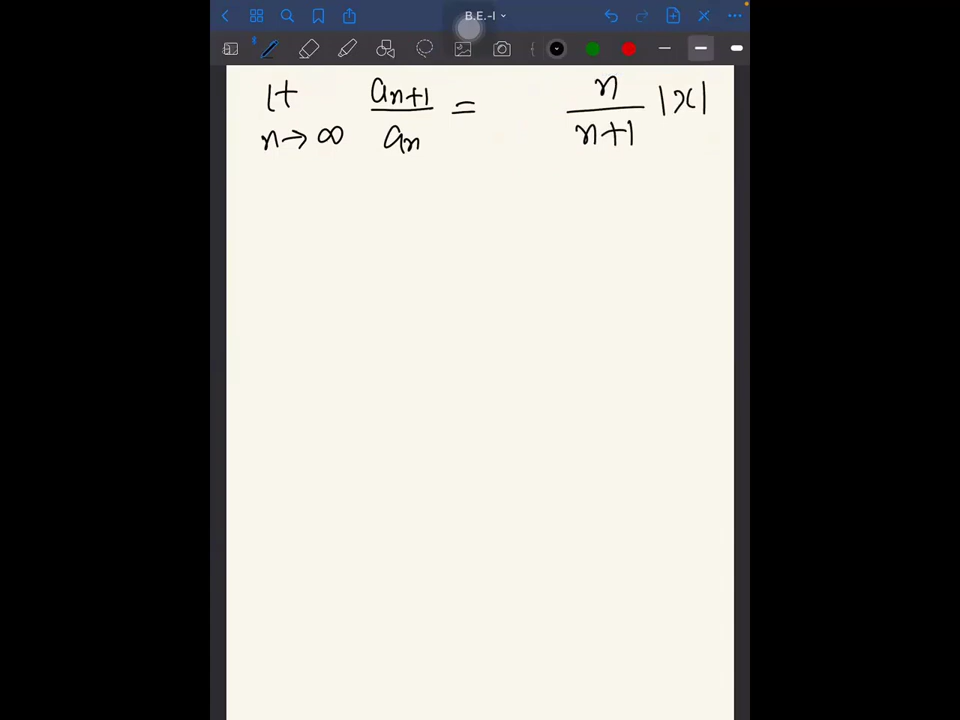 B.E.-I
lt n→∞ aₙ₊₁/aₙ = n/(n+1) |x|